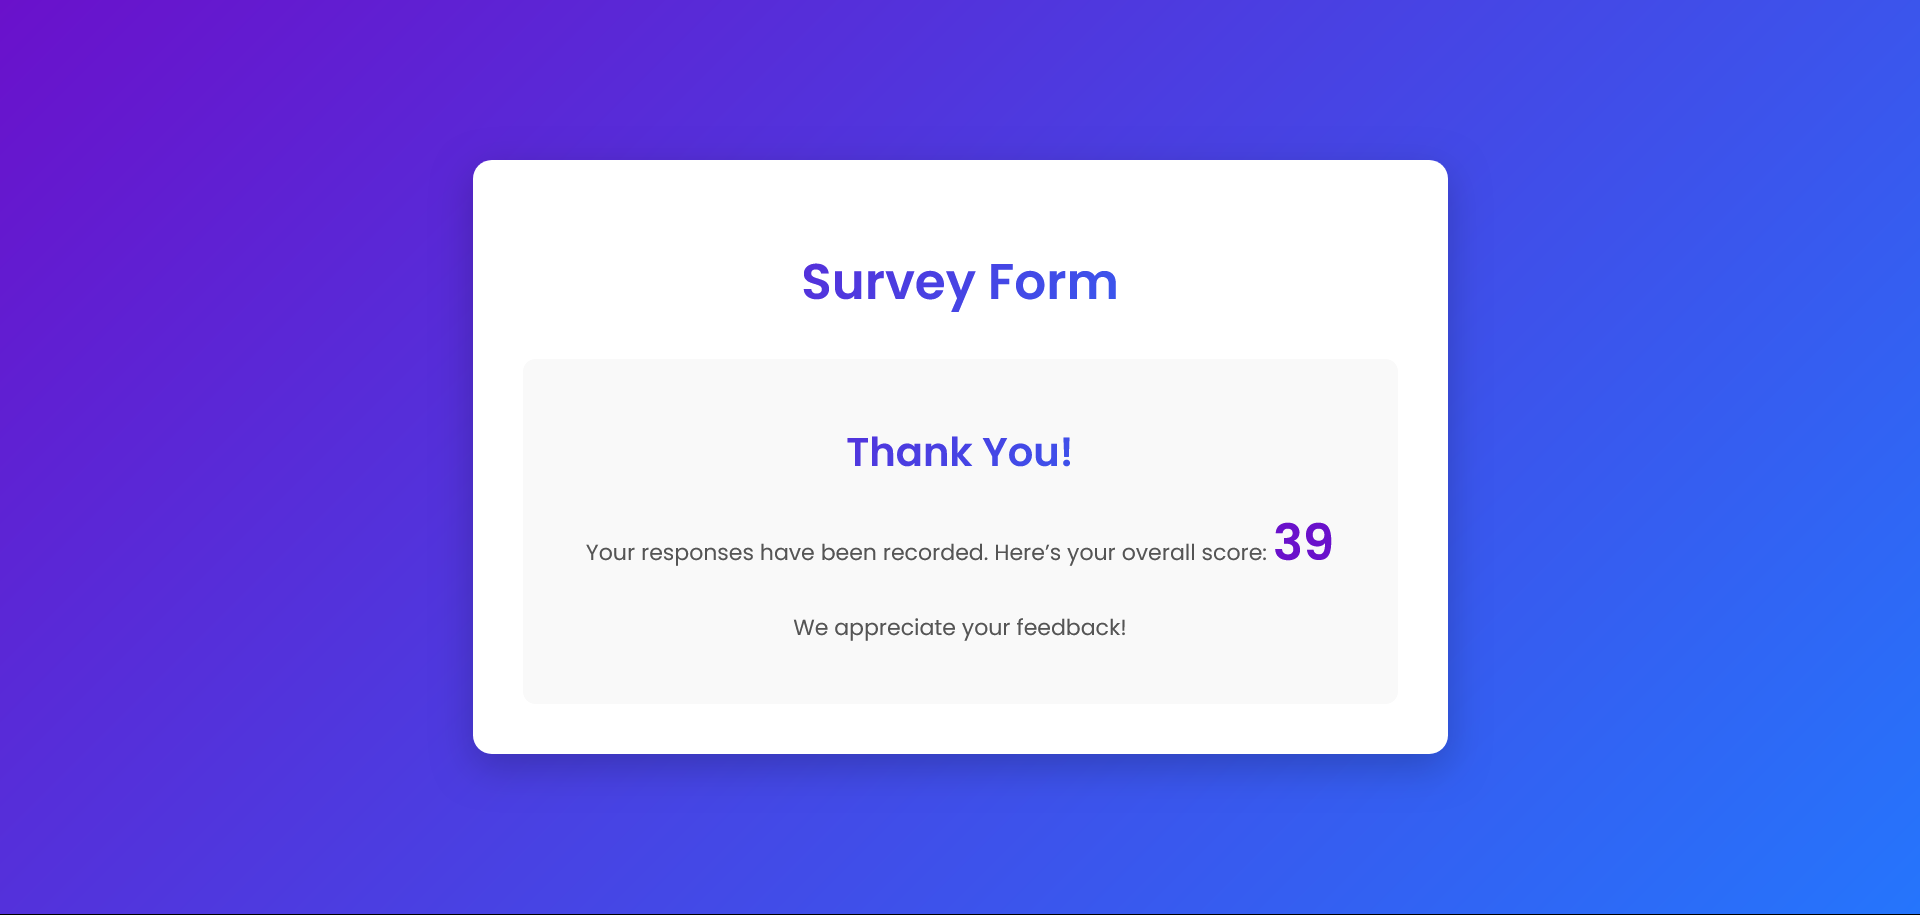 Survey Form
Thank You!
Your responses have been recorded. Here’s your overall score: 39
We appreciate your feedback!